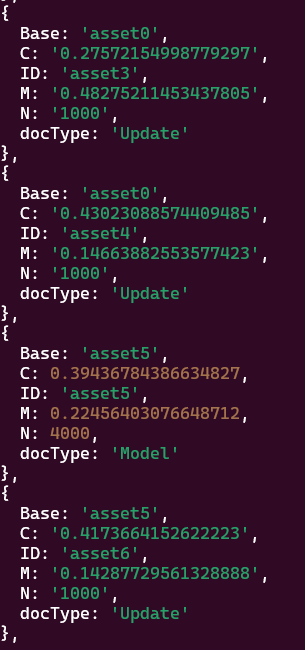 },
{
Base: 'asset0',
C: '0.27572154998779297',
ID: 'asset3',
M: '0.48275211453437805',
N: '1000',
docType: 'Update'
},
{
Base: 'asset0',
C: '0.43023088574409485',
ID: 'asset4',
M: '0.14663882553577423',
N: '1000',
docType: 'Update'
},
{
Base: 'asset5',
C: 0.39436784386634827,
ID: 'asset5',
M: 0.22456403076648712,
N: 4000,
docType: 'Model'
},
{
Base: 'asset5',
C: '0.4173664152622223',
ID: 'asset6',
M: '0.14287729561328888',
N: '1000',
docType: 'Update'
},